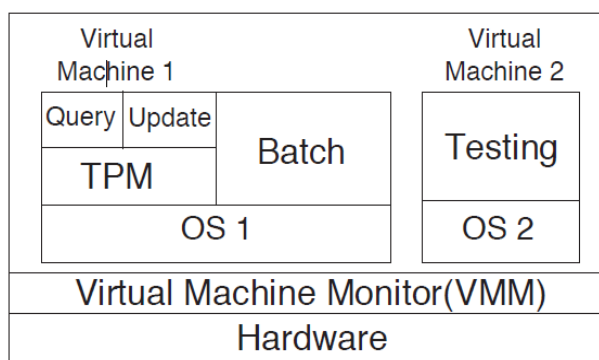 Virtual
Machine 1
Virtual
Machine 2
Query
Update
TPM
Batch
Testing
OS 1
OS 2
Virtual Machine Monitor(VMM)
Hardware